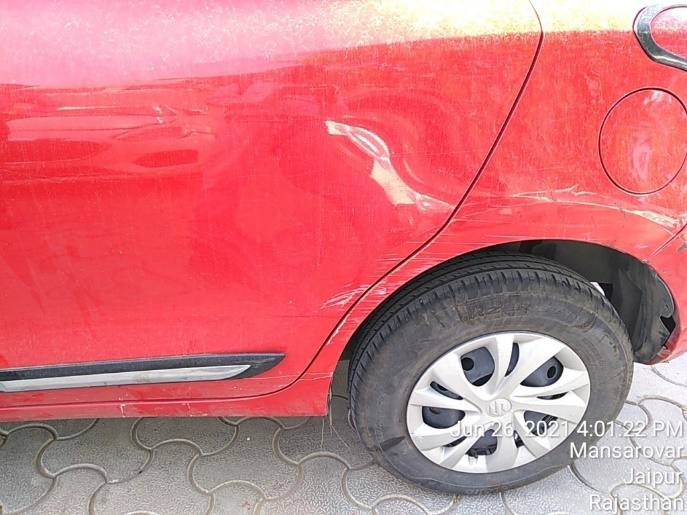 Jun 26, 2021 4:01:22 PM
Mansarovar
Jaipur
Rajasthan